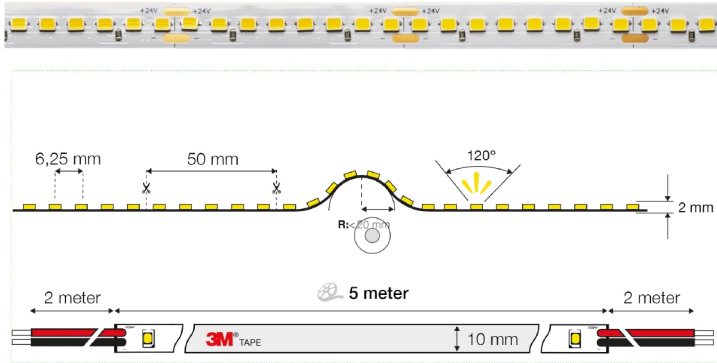 +24V +24V +24V +24V +24V +24V
6,25 mm
50 mm
120º
2 mm
R:<20 mm
2 meter
5 meter
2 meter
3M® TAPE
10 mm